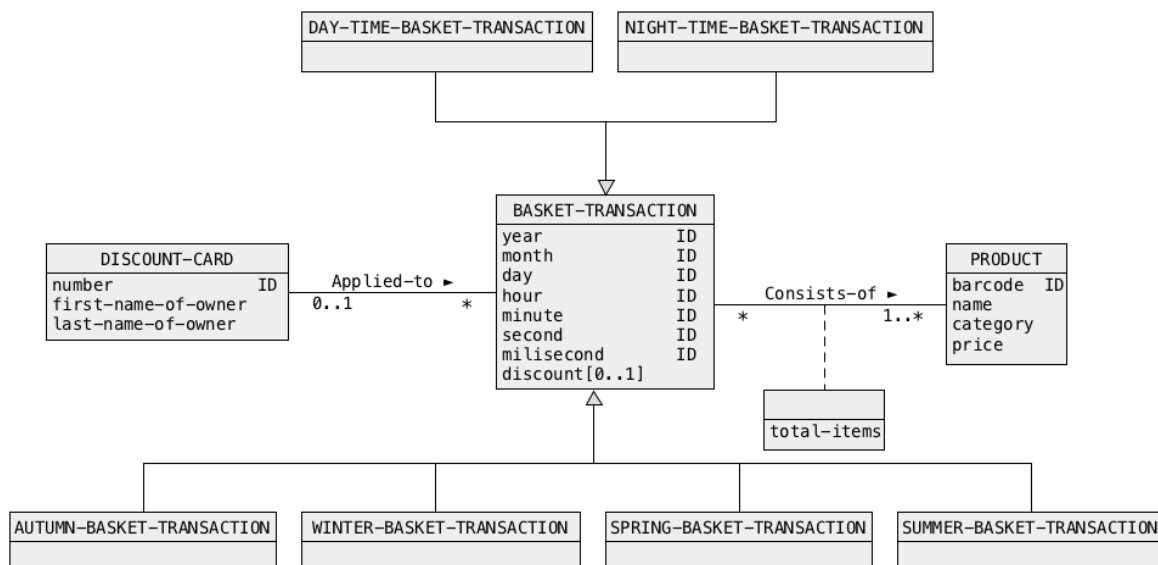 DAY-TIME-BASKET-TRANSACTION
NIGHT-TIME-BASKET-TRANSACTION
BASKET-TRANSACTION
year ID
month ID
day ID
hour ID
minute ID
second ID
milisecond ID
discount[0..1]
DISCOUNT-CARD
number ID
first-name-of-owner
last-name-of-owner
Applied-to ►
0..1 *
Consists-of ►
* 1..*
PRODUCT
barcode ID
name
category
price
total-items
AUTUMN-BASKET-TRANSACTION
WINTER-BASKET-TRANSACTION
SPRING-BASKET-TRANSACTION
SUMMER-BASKET-TRANSACTION